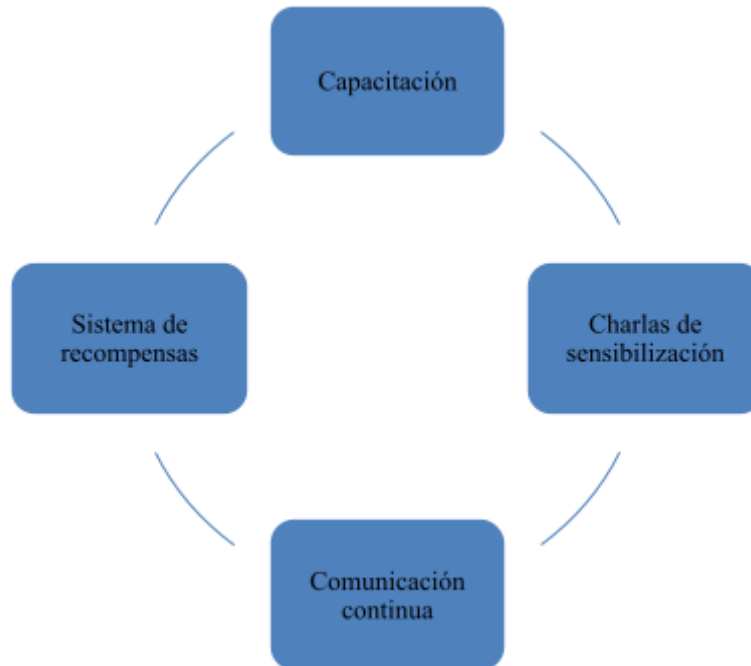 Capacitación
Sistema de
recompensas
Charlas de
sensibilización
Comunicación
continua